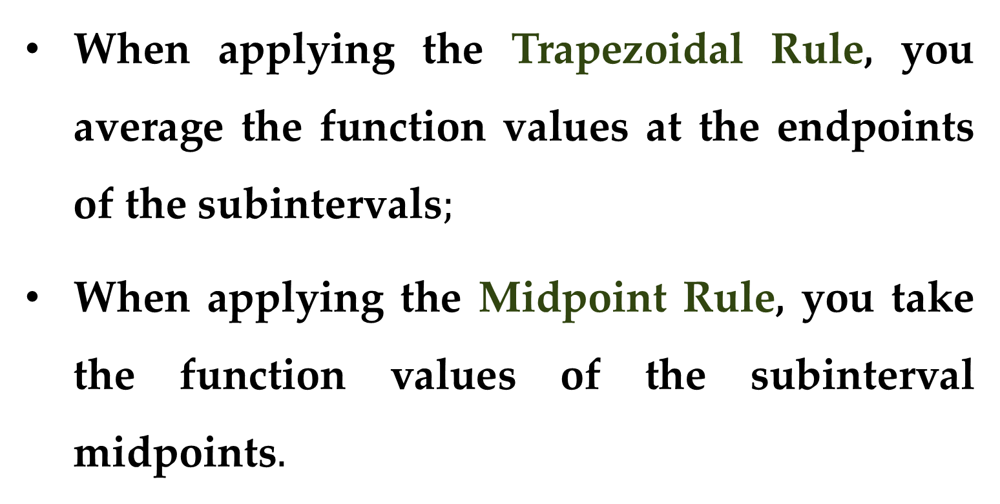 • When applying the Trapezoidal Rule, you
average the function values at the endpoints
of the subintervals;
• When applying the Midpoint Rule, you take
the function values of the subinterval
midpoints.